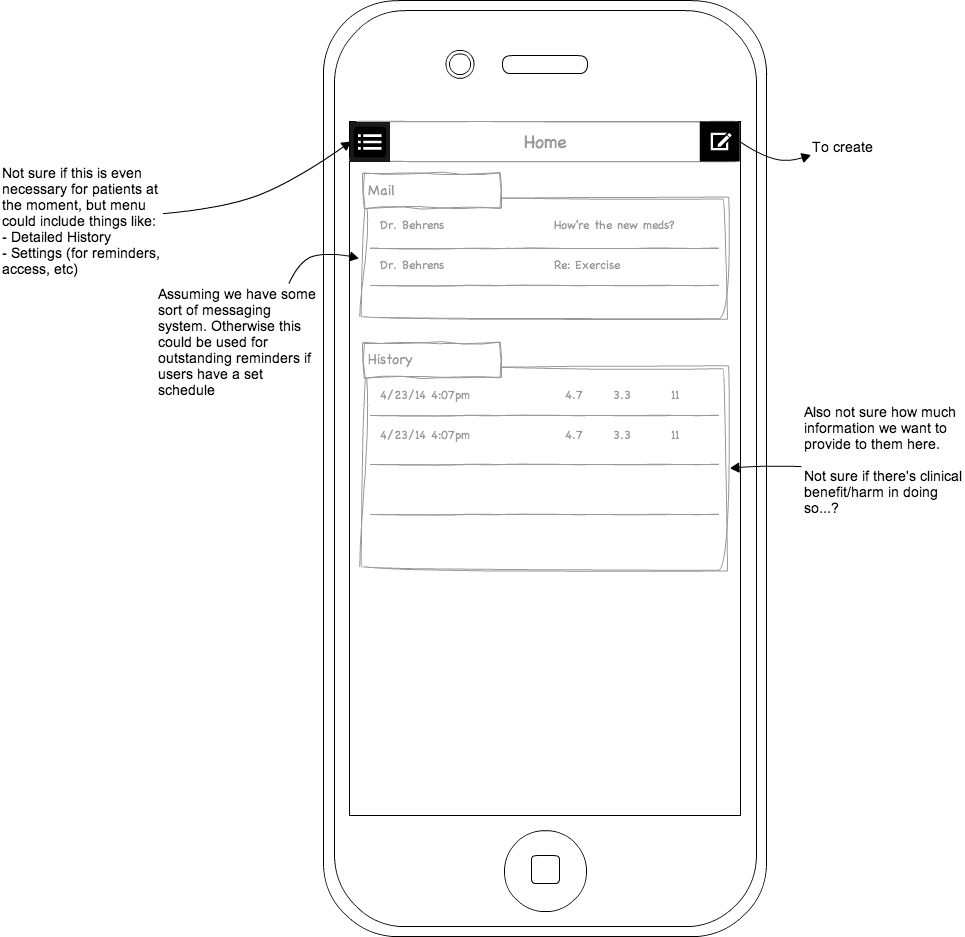 Home
To create
Not sure if this is even
necessary for patients at
the moment, but menu
could include things like:
- Detailed History
- Settings (for reminders,
access, etc)
Mail
Dr. Behrens How're the new meds?
Dr. Behrens Re: Exercise
Assuming we have some
sort of messaging
system. Otherwise this
could be used for
outstanding reminders if
users have a set
schedule
History
4/23/14 4:07pm 4.7 3.3 11
4/23/14 4:07pm 4.7 3.3 11
Also not sure how much
information we want to
provide to them here.
Not sure if there's clinical
benefit/harm in doing
so...?